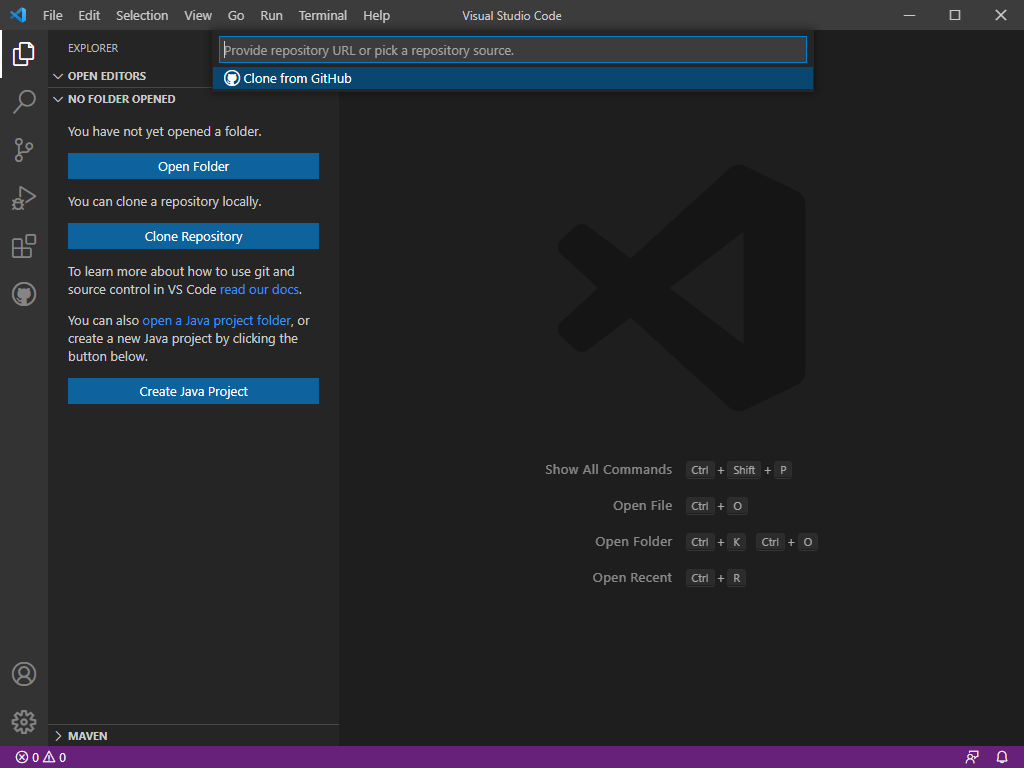 File Edit Selection View Go Run Terminal Help Visual Studio Code
Provide repository URL or pick a repository source.
Clone from GitHub
EXPLORER
OPEN EDITORS
NO FOLDER OPENED
You have not yet opened a folder.
Open Folder
You can clone a repository locally.
Clone Repository
To learn more about how to use git and
source control in VS Code read our docs.
You can also open a Java project folder, or
create a new Java project by clicking the
button below.
Create Java Project
Show All Commands Ctrl + Shift + P
Open File Ctrl + O
Open Folder Ctrl + K Ctrl + O
Open Recent Ctrl + R
MAVEN
0 0